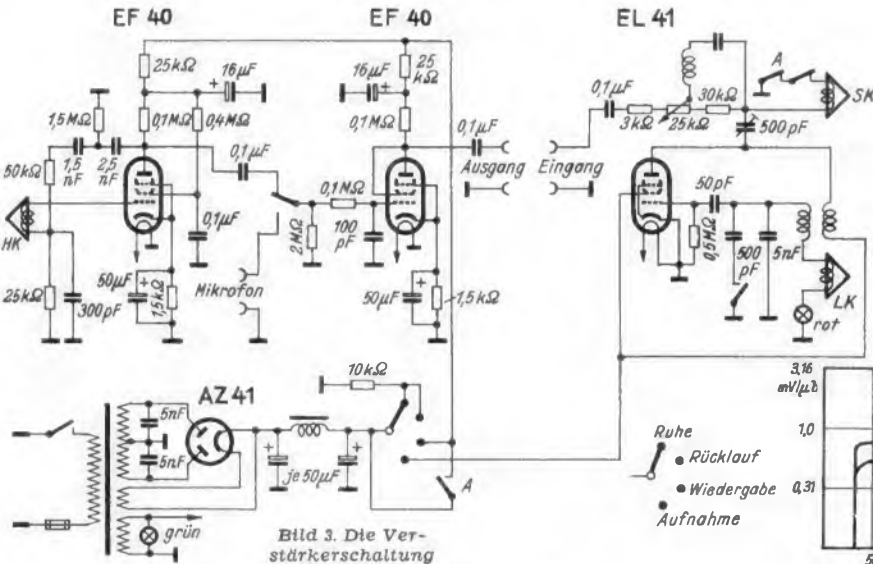 EF 40
EF 40
EL 41
25kΩ
16µF
+
16µF
+
25
kΩ
0,1µF
A
SK
30kΩ
3kΩ
25kΩ
500pF
1,5MΩ
0,1MΩ
0,4MΩ
0,1MΩ
0,1µF
50kΩ
1,5
nF
2,5
nF
0,1µF
Ausgang
Eingang
0,1MΩ
50pF
HK
0,1µF
2MΩ
100
pF
0,5MΩ
500
pF
5nF
LK
25kΩ
300pF
50µF
+
1,5kΩ
Mikrofon
50µF
+
1,5kΩ
rot
10kΩ
AZ 41
5nF
5nF
+
+
je 50µF
A
grün
Bild 3. Die Ver-
stärkerschaltung
Ruhe
Rücklauf
Wiedergabe
Aufnahme
3,16
mV/µb
1,0
0,31
5